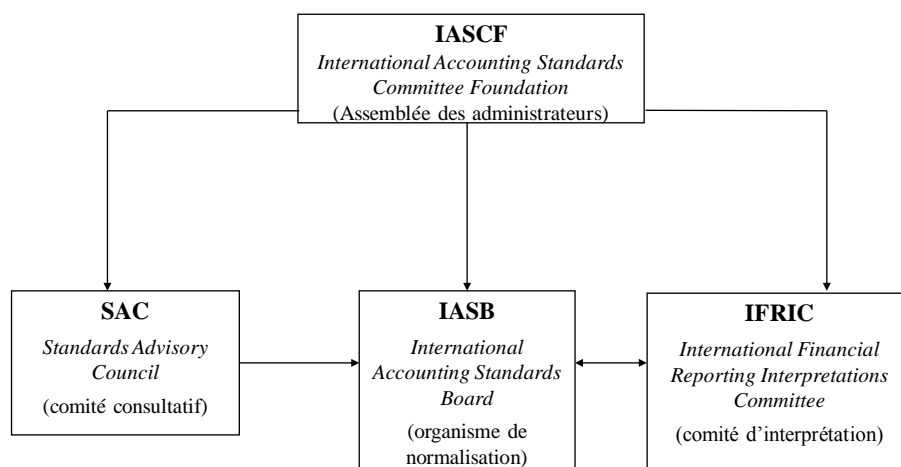 IASCF
International Accounting Standards
Committee Foundation
(Assemblée des administrateurs)
SAC
Standards Advisory
Council
(comité consultatif)
IASB
International
Accounting Standards
Board
(organisme de
normalisation)
IFRIC
International Financial
Reporting Interpretations
Committee
(comité d’interprétation)